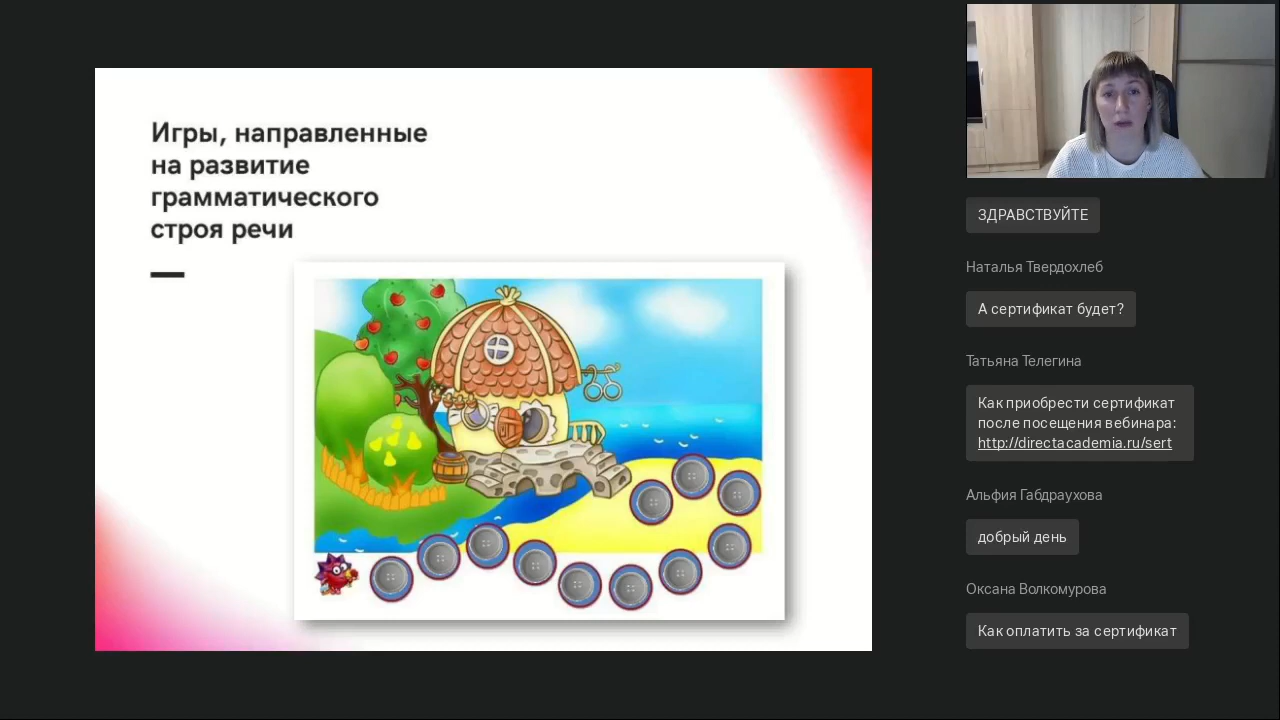 Игры, направленные
на развитие
грамматического
строя речи
ЗДРАВСТВУЙТЕ
Наталья Твердохлеб
А сертификат будет?
Татьяна Телегина
Как приобрести сертификат
после посещения вебинара:
http://directacademia.ru/sert
Альфия Габдраухова
добрый день
Оксана Волкомурова
Как оплатить за сертификат